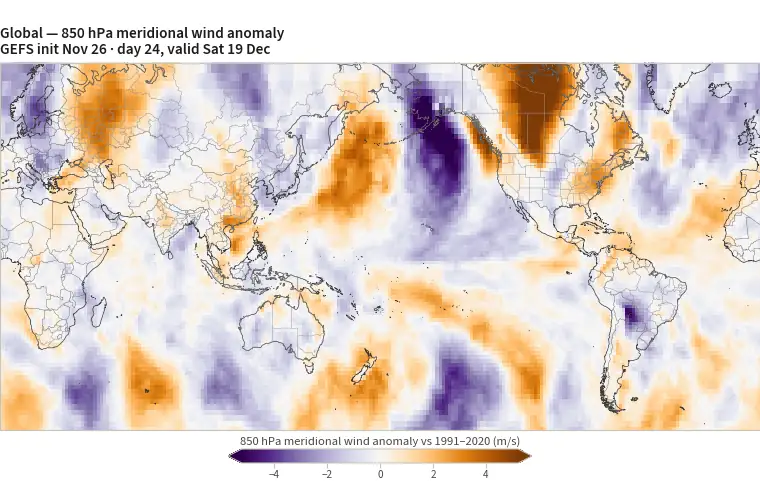 Global — 850 hPa meridional wind anomaly
GEFS init Nov 26 · day 24, valid Sat 19 Dec
850 hPa meridional wind anomaly vs 1991–2020 (m/s)
−4 −2 0 2 4